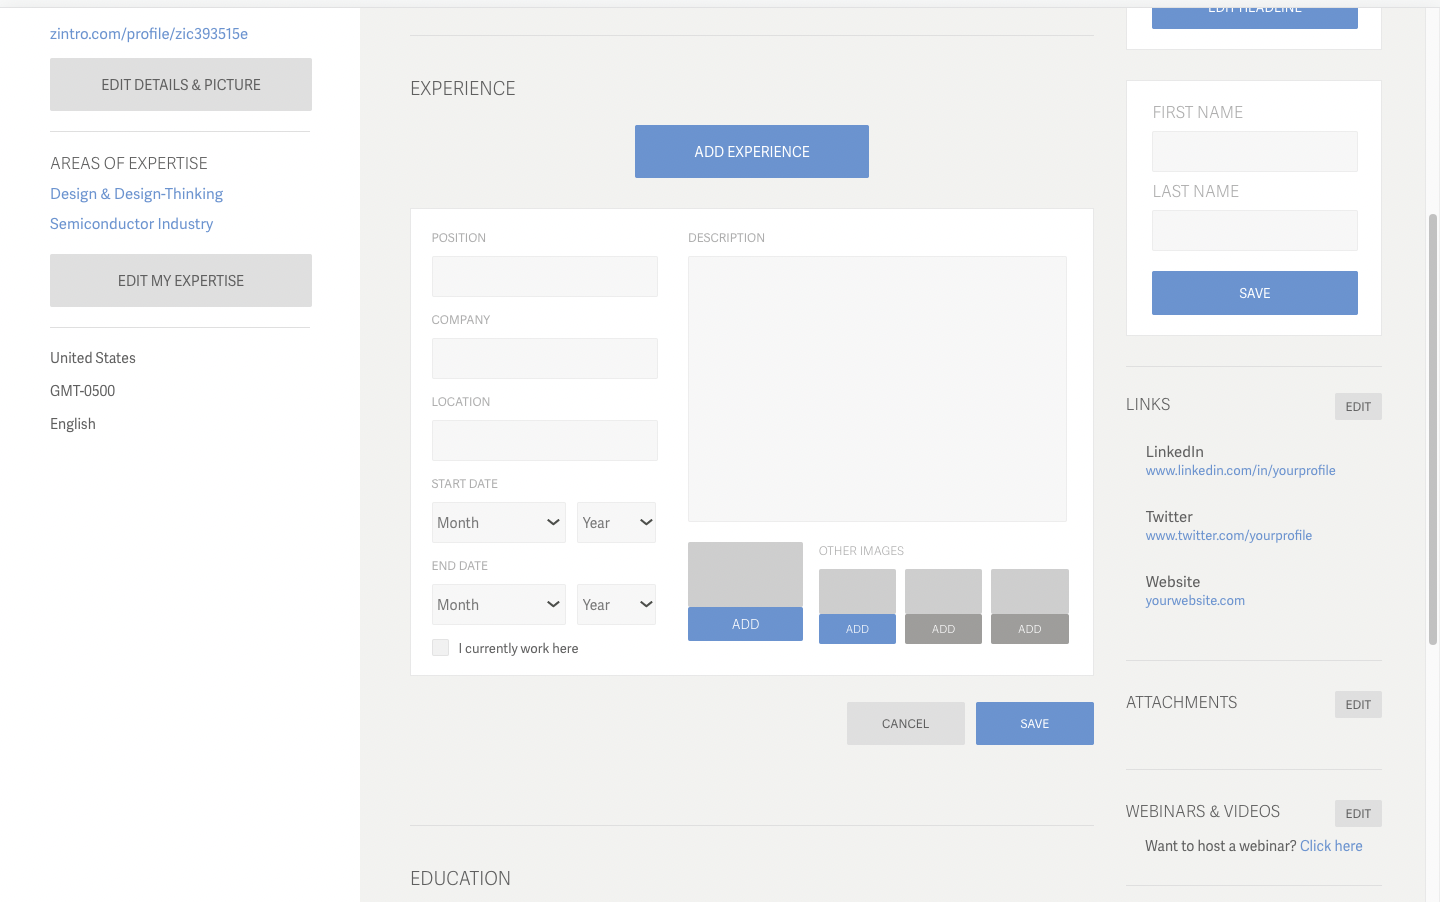 zintro.com/profile/zic393515e
EDIT DETAILS & PICTURE
AREAS OF EXPERTISE
Design & Design-Thinking
Semiconductor Industry
EDIT MY EXPERTISE
United States
GMT-0500
English
EXPERIENCE
ADD EXPERIENCE
POSITION
COMPANY
LOCATION
START DATE
Month Year
END DATE
Month Year
I currently work here
DESCRIPTION
ADD
OTHER IMAGES
ADD ADD ADD
CANCEL SAVE
EDUCATION
EDIT HEADLINE
FIRST NAME
LAST NAME
SAVE
LINKS EDIT
LinkedIn
www.linkedin.com/in/yourprofile
Twitter
www.twitter.com/yourprofile
Website
yourwebsite.com
ATTACHMENTS EDIT
WEBINARS & VIDEOS EDIT
Want to host a webinar? Click here